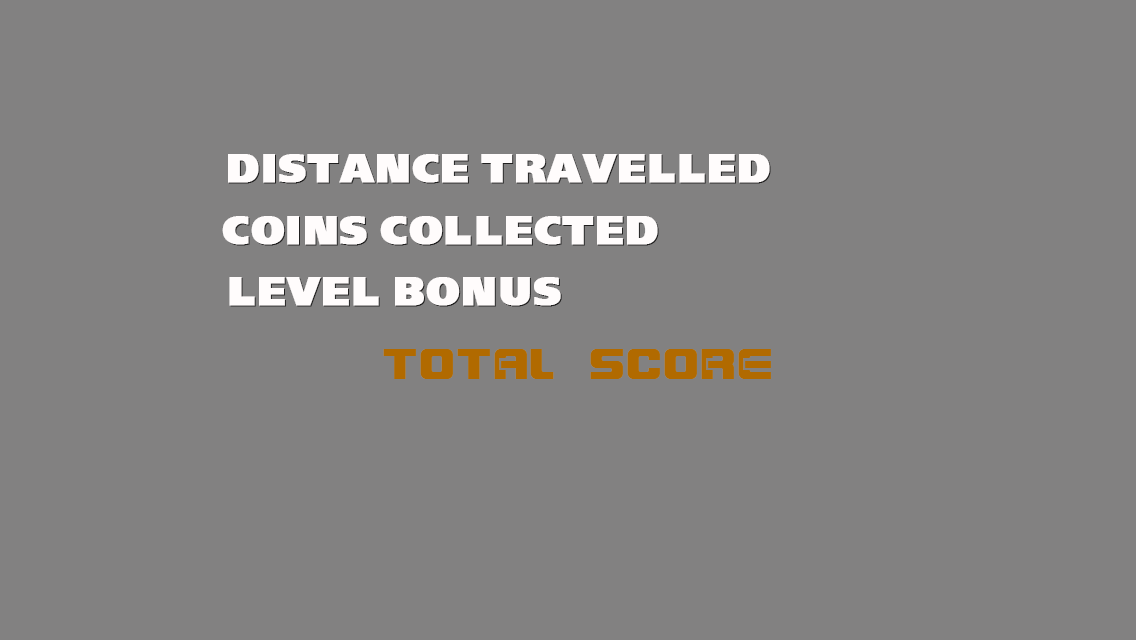 DISTANCE TRAVELLED
COINS COLLECTED
LEVEL BONUS
TOTAL SCORE